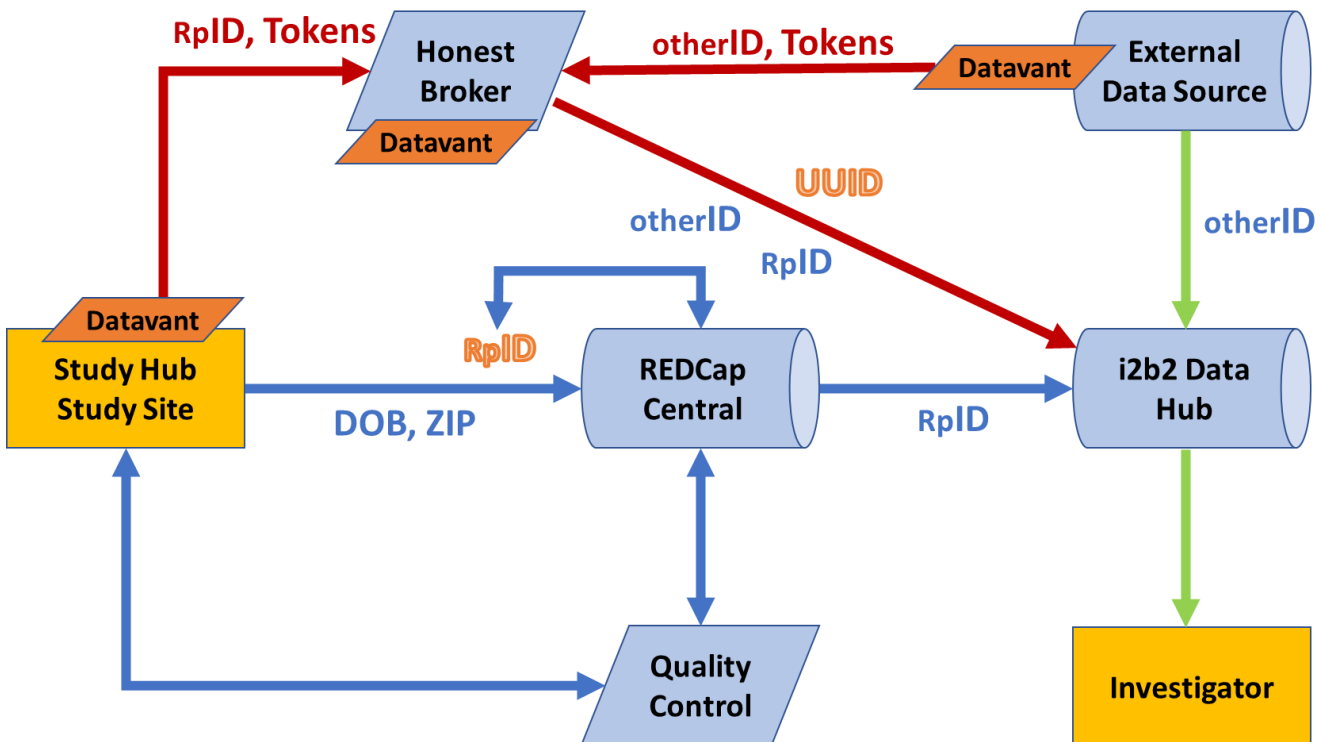 RpID, Tokens
Honest
Broker
Datavant
otherID, Tokens
Datavant
External
Data Source
UUID
otherID
RpID
otherID
Datavant
Study Hub
Study Site
RpID
DOB, ZIP
REDCap
Central
RpID
i2b2 Data
Hub
Quality
Control
Investigator